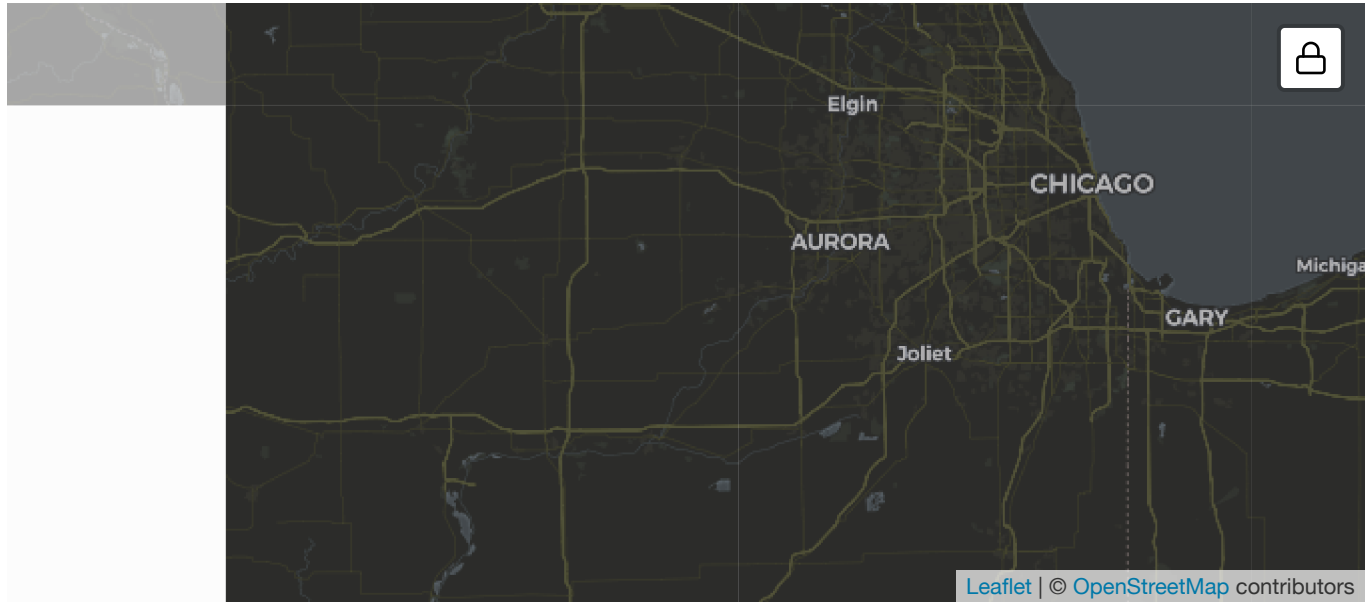 Elgin
CHICAGO
AURORA
Michiga
GARY
Joliet
Leaflet | © OpenStreetMap contributors